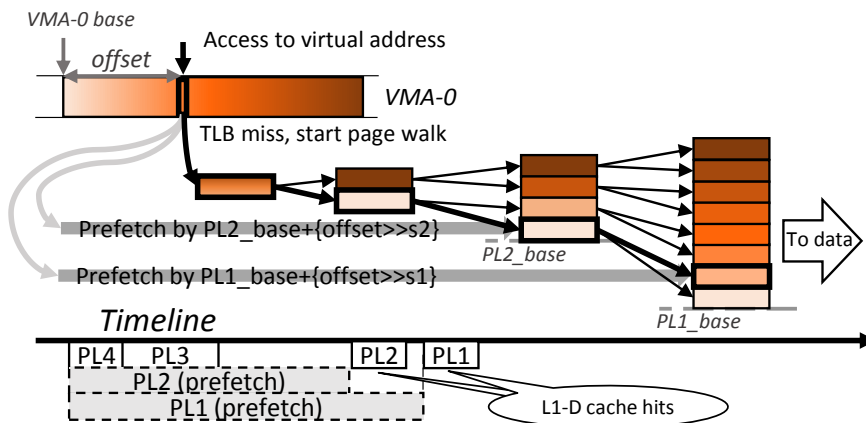 VMA-0 base
Access to virtual address
offset
VMA-0
TLB miss, start page walk
Prefetch by PL2_base+{offset>>s2}
PL2_base
To data
Prefetch by PL1_base+{offset>>s1}
PL1_base
Timeline
PL4
PL3
PL2
PL1
PL2 (prefetch)
PL1 (prefetch)
L1-D cache hits